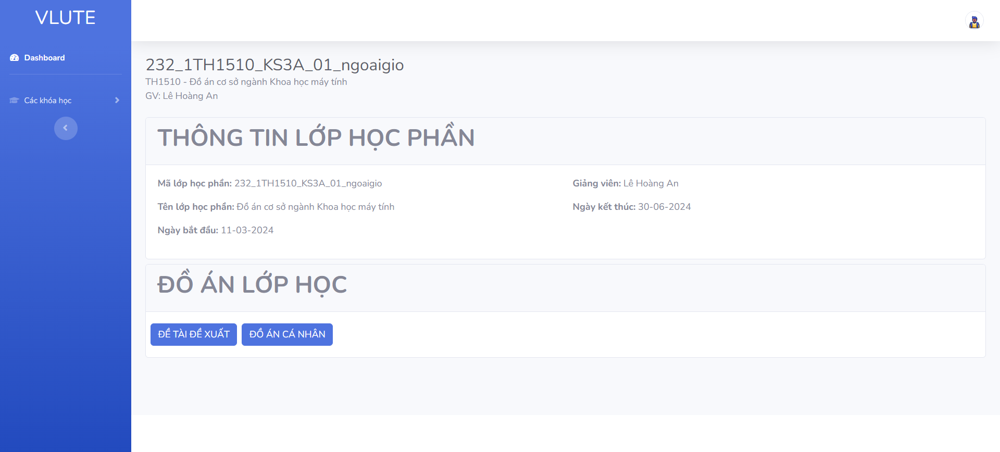 VLUTE
Dashboard
Các khóa học
232_1TH1510_KS3A_01_ngoaigio
TH1510 - Đồ án cơ sở ngành Khoa học máy tính
GV: Lê Hoàng An
THÔNG TIN LỚP HỌC PHẦN
Mã lớp học phần: 232_1TH1510_KS3A_01_ngoaigio
Giảng viên: Lê Hoàng An
Tên lớp học phần: Đồ án cơ sở ngành Khoa học máy tính
Ngày kết thúc: 30-06-2024
Ngày bắt đầu: 11-03-2024
ĐỒ ÁN LỚP HỌC
ĐỀ TÀI ĐỀ XUẤT
ĐỒ ÁN CÁ NHÂN